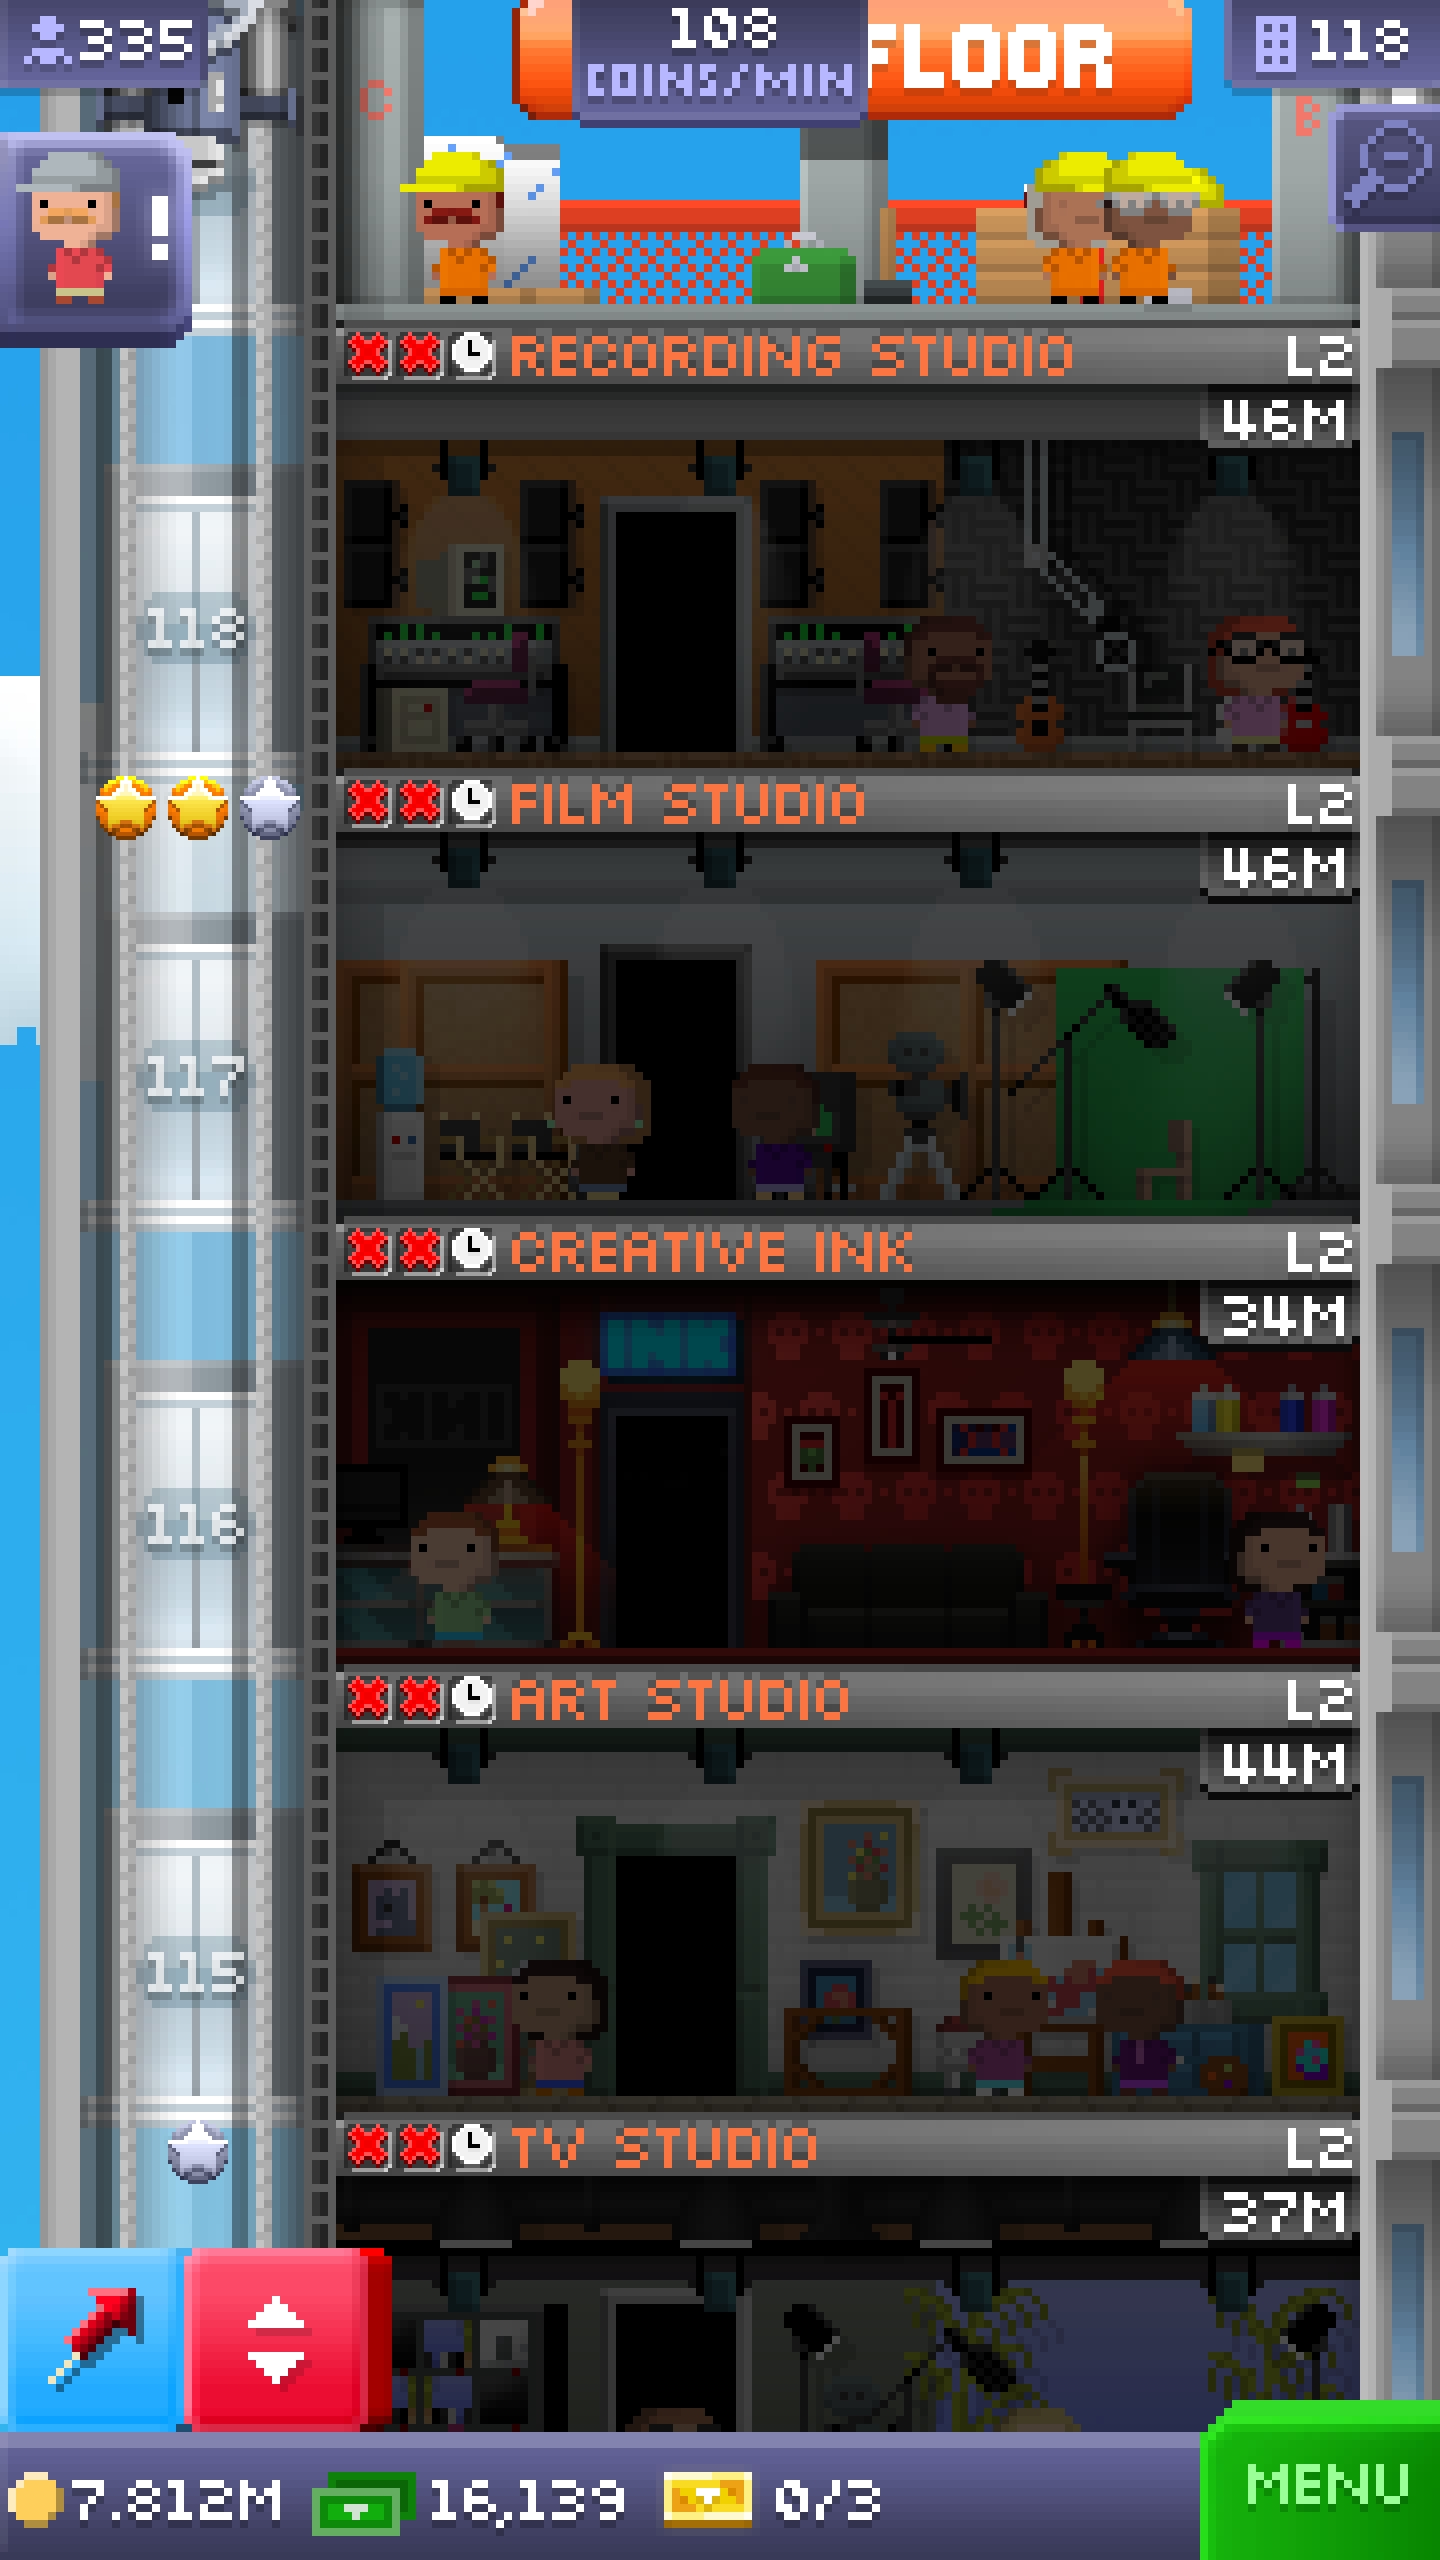 335
108
COINS/MIN
FLOOR
118
C
B
!
RECORDING STUDIO L2
46M
118
FILM STUDIO L2
46M
117
CREATIVE INK L2
34M
INK
116
ART STUDIO L2
44M
115
TV STUDIO L2
37M
7.812M 16,139 0/3 MENU